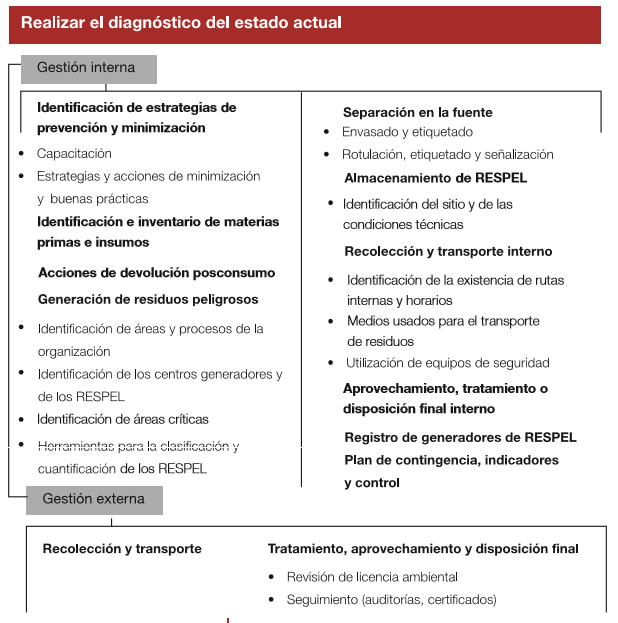 Realizar el diagnóstico del estado actual
Gestión interna
Identificación de estrategias de
prevención y minimización
• Capacitación
• Estrategias y acciones de minimización
y buenas prácticas
Identificación e inventario de materias
primas e insumos
Acciones de devolución posconsumo
Generación de residuos peligrosos
• Identificación de áreas y procesos de la
organización
• Identificación de los centros generadores y
de los RESPEL
• Identificación de áreas críticas
• Herramientas para la clasificación y
cuantificación de los RESPEL
Separación en la fuente
• Envasado y etiquetado
• Rotulación, etiquetado y señalización
Almacenamiento de RESPEL
• Identificación del sitio y de las
condiciones técnicas
Recolección y transporte interno
• Identificación de la existencia de rutas
internas y horarios
• Medios usados para el transporte
de residuos
• Utilización de equipos de seguridad
Aprovechamiento, tratamiento o
disposición final interno
Registro de generadores de RESPEL
Plan de contingencia, indicadores
y control
Gestión externa
Recolección y transporte
Tratamiento, aprovechamiento y disposición final
• Revisión de licencia ambiental
• Seguimiento (auditorías, certificados)